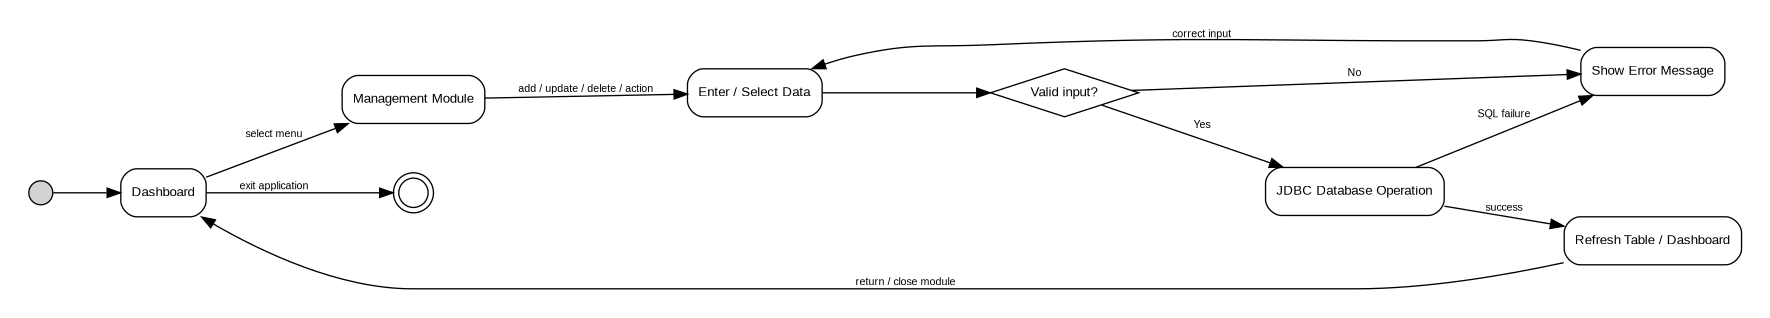 correct input
Show Error Message
No
Management Module
add / update / delete / action
Enter / Select Data
Valid input?
SQL failure
Yes
select menu
Dashboard
exit application
JDBC Database Operation
success
Refresh Table / Dashboard
return / close module